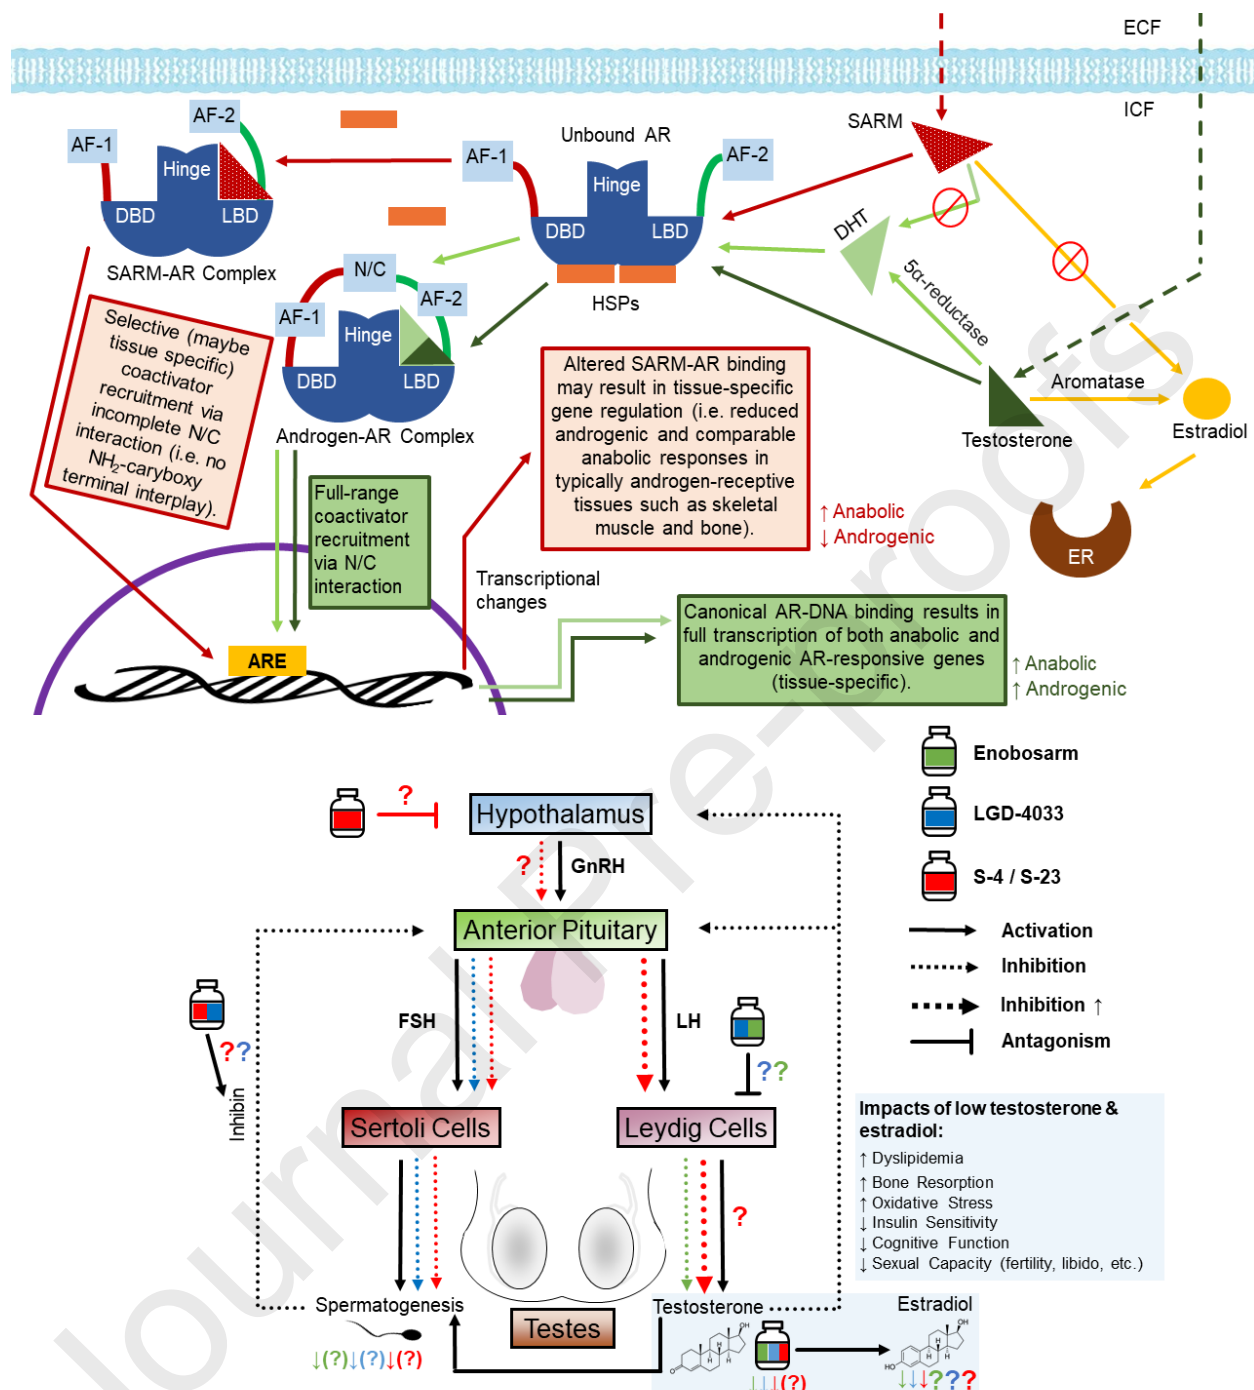 ECF
ICF
SARM
AF-2
AF-1
Hinge
DBD
LBD
SARM-AR Complex
Unbound AR
AF-1
AF-2
Hinge
DBD
LBD
HSPs
DHT
5α-reductase
N/C
AF-1
AF-2
Hinge
DBD
LBD
Androgen-AR Complex
Testosterone
Aromatase
Estradiol
ER
Selective (maybe
tissue specific)
coactivator
recruitment via
incomplete N/C
interaction (i.e. no
NH₂-caryboxy
terminal interplay).
Full-range
coactivator
recruitment
via N/C
interaction
Altered SARM-AR binding
may result in tissue-specific
gene regulation (i.e. reduced
androgenic and comparable
anabolic responses in
typically androgen-receptive
tissues such as skeletal
muscle and bone).
↑ Anabolic
↓ Androgenic
Transcriptional
changes
ARE
Canonical AR-DNA binding results in
full transcription of both anabolic and
androgenic AR-responsive genes
(tissue-specific).
↑ Anabolic
↑ Androgenic
Enobosarm
LGD-4033
S-4 / S-23
Activation
Inhibition
Inhibition ↑
Antagonism
?
Hypothalamus
?
GnRH
Anterior Pituitary
FSH
LH
??
Inhibin
??
Sertoli Cells
Leydig Cells
?
Impacts of low testosterone &
estradiol:
↑ Dyslipidemia
↑ Bone Resorption
↑ Oxidative Stress
↓ Insulin Sensitivity
↓ Cognitive Function
↓ Sexual Capacity (fertility, libido, etc.)
Spermatogenesis
↓(?)↓(?)↓(?)
Testes
Testosterone
OH
H
H
H
O
↓↓↓(?)
Estradiol
OH
H
H
H
HO
↓↓↓???
Journal Pre-proofs